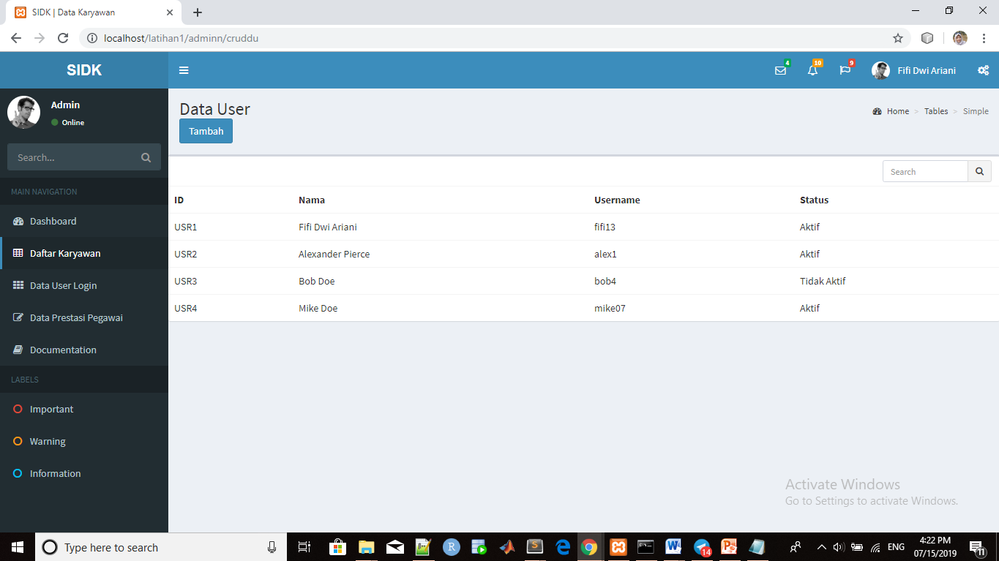 SIDK | Data Karyawan
localhost/latihan1/adminn/cruddu
SIDK
4
10
9
Fifi Dwi Ariani
Admin
Online
Search...
MAIN NAVIGATION
Dashboard
Daftar Karyawan
Data User Login
Data Prestasi Pegawai
Documentation
LABELS
Important
Warning
Information
Data User
Tambah
Home > Tables > Simple
Search
ID Nama Username Status
USR1 Fifi Dwi Ariani fifi13 Aktif
USR2 Alexander Pierce alex1 Aktif
USR3 Bob Doe bob4 Tidak Aktif
USR4 Mike Doe mike07 Aktif
Activate Windows
Go to Settings to activate Windows.
Type here to search
14
ENG
4:22 PM
07/15/2019
11